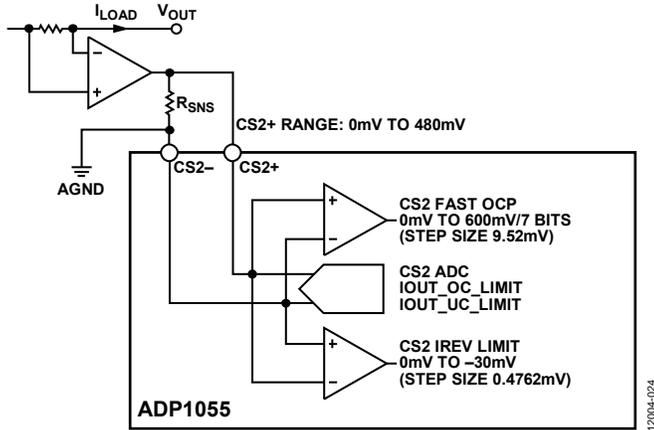 ILOAD VOUT
−
+
RSNS
CS2+ RANGE: 0mV TO 480mV
CS2– CS2+
AGND
+
−
CS2 FAST OCP
0mV TO 600mV/7 BITS
(STEP SIZE 9.52mV)
CS2 ADC
IOUT_OC_LIMIT
IOUT_UC_LIMIT
+
−
CS2 IREV LIMIT
0mV TO –30mV
(STEP SIZE 0.4762mV)
ADP1055
12004-024